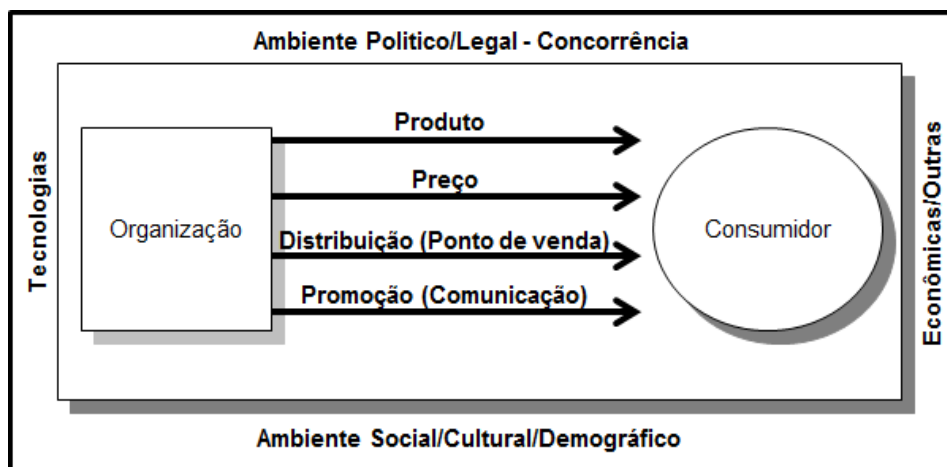 Ambiente Politico/Legal - Concorrência
Tecnologias
Organização
Produto
Preço
Distribuição (Ponto de venda)
Promoção (Comunicação)
Consumidor
Econômicas/Outras
Ambiente Social/Cultural/Demográfico